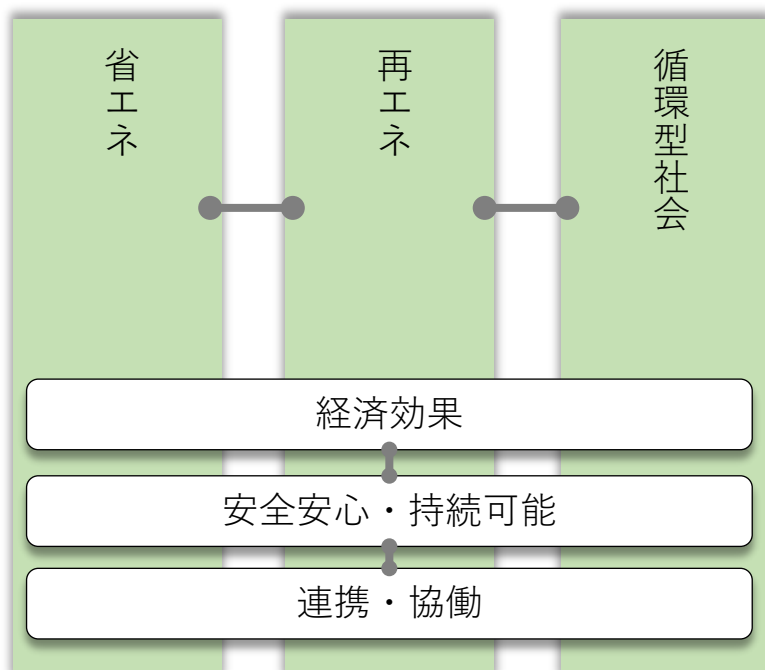 省エネ
再エネ
循環型社会
経済効果
安全安心・持続可能
連携・協働